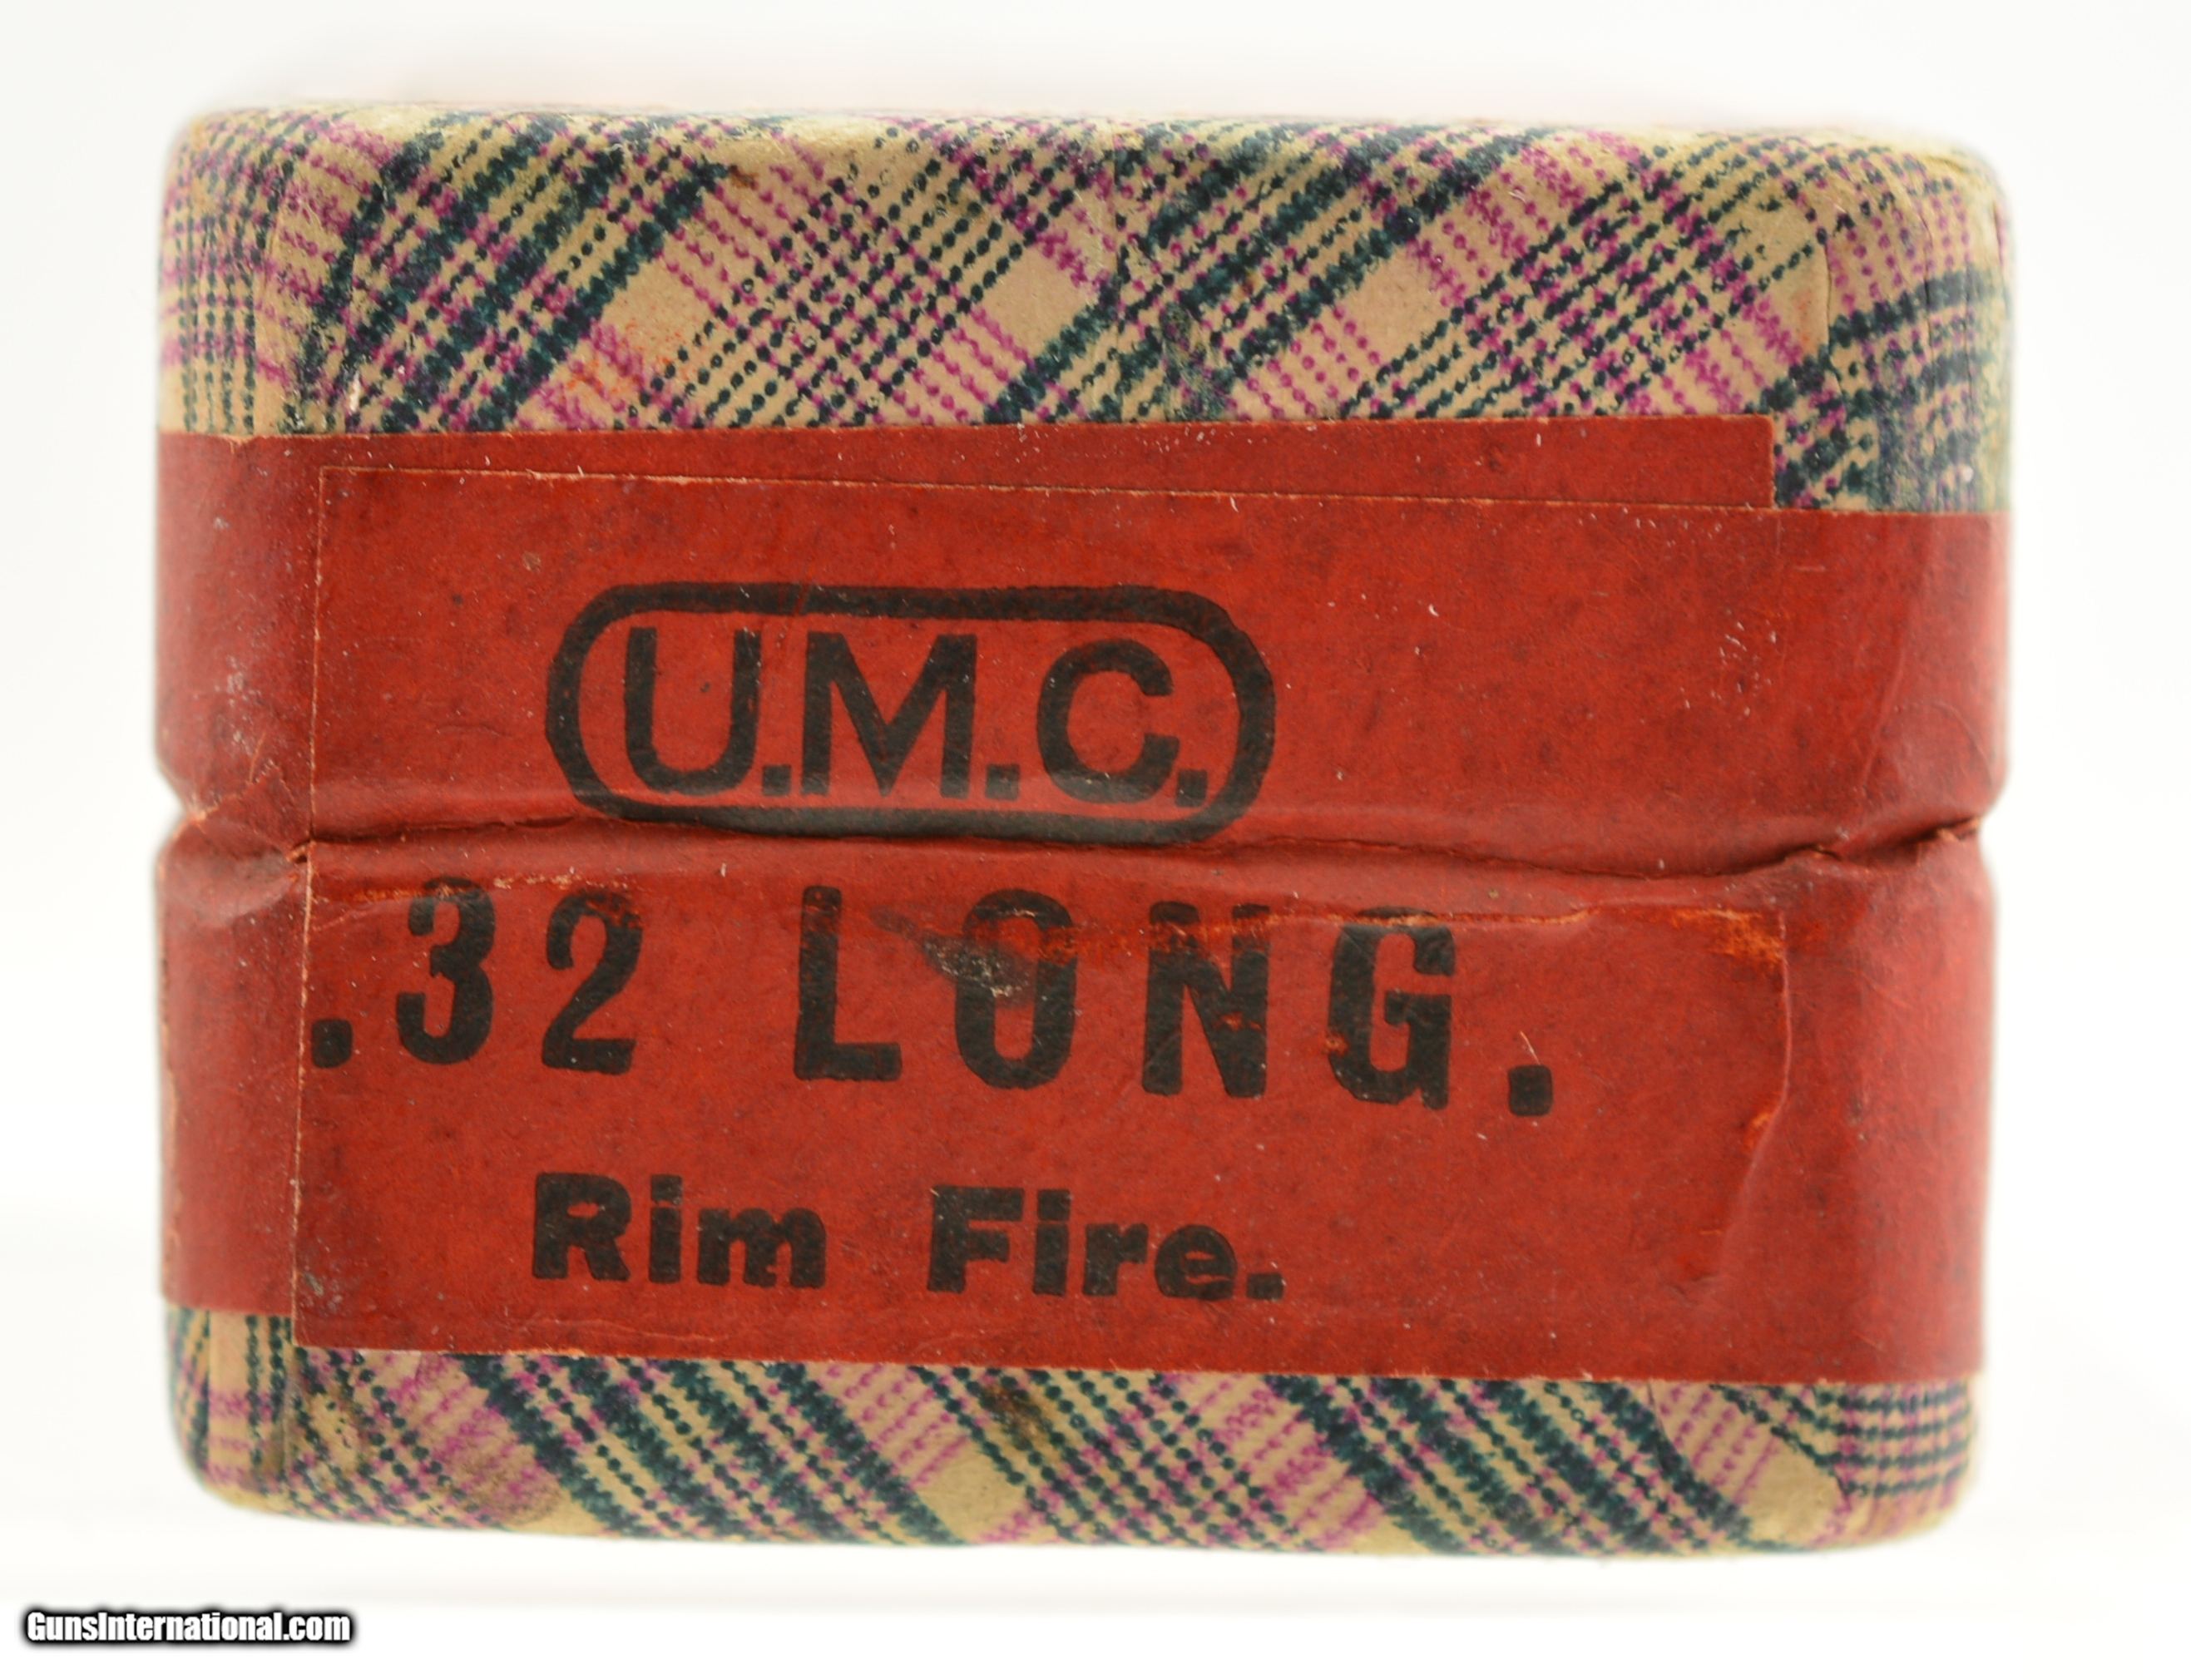 U.M.C.
.32 LONG.
Rim Fire.
GunsInternational.com